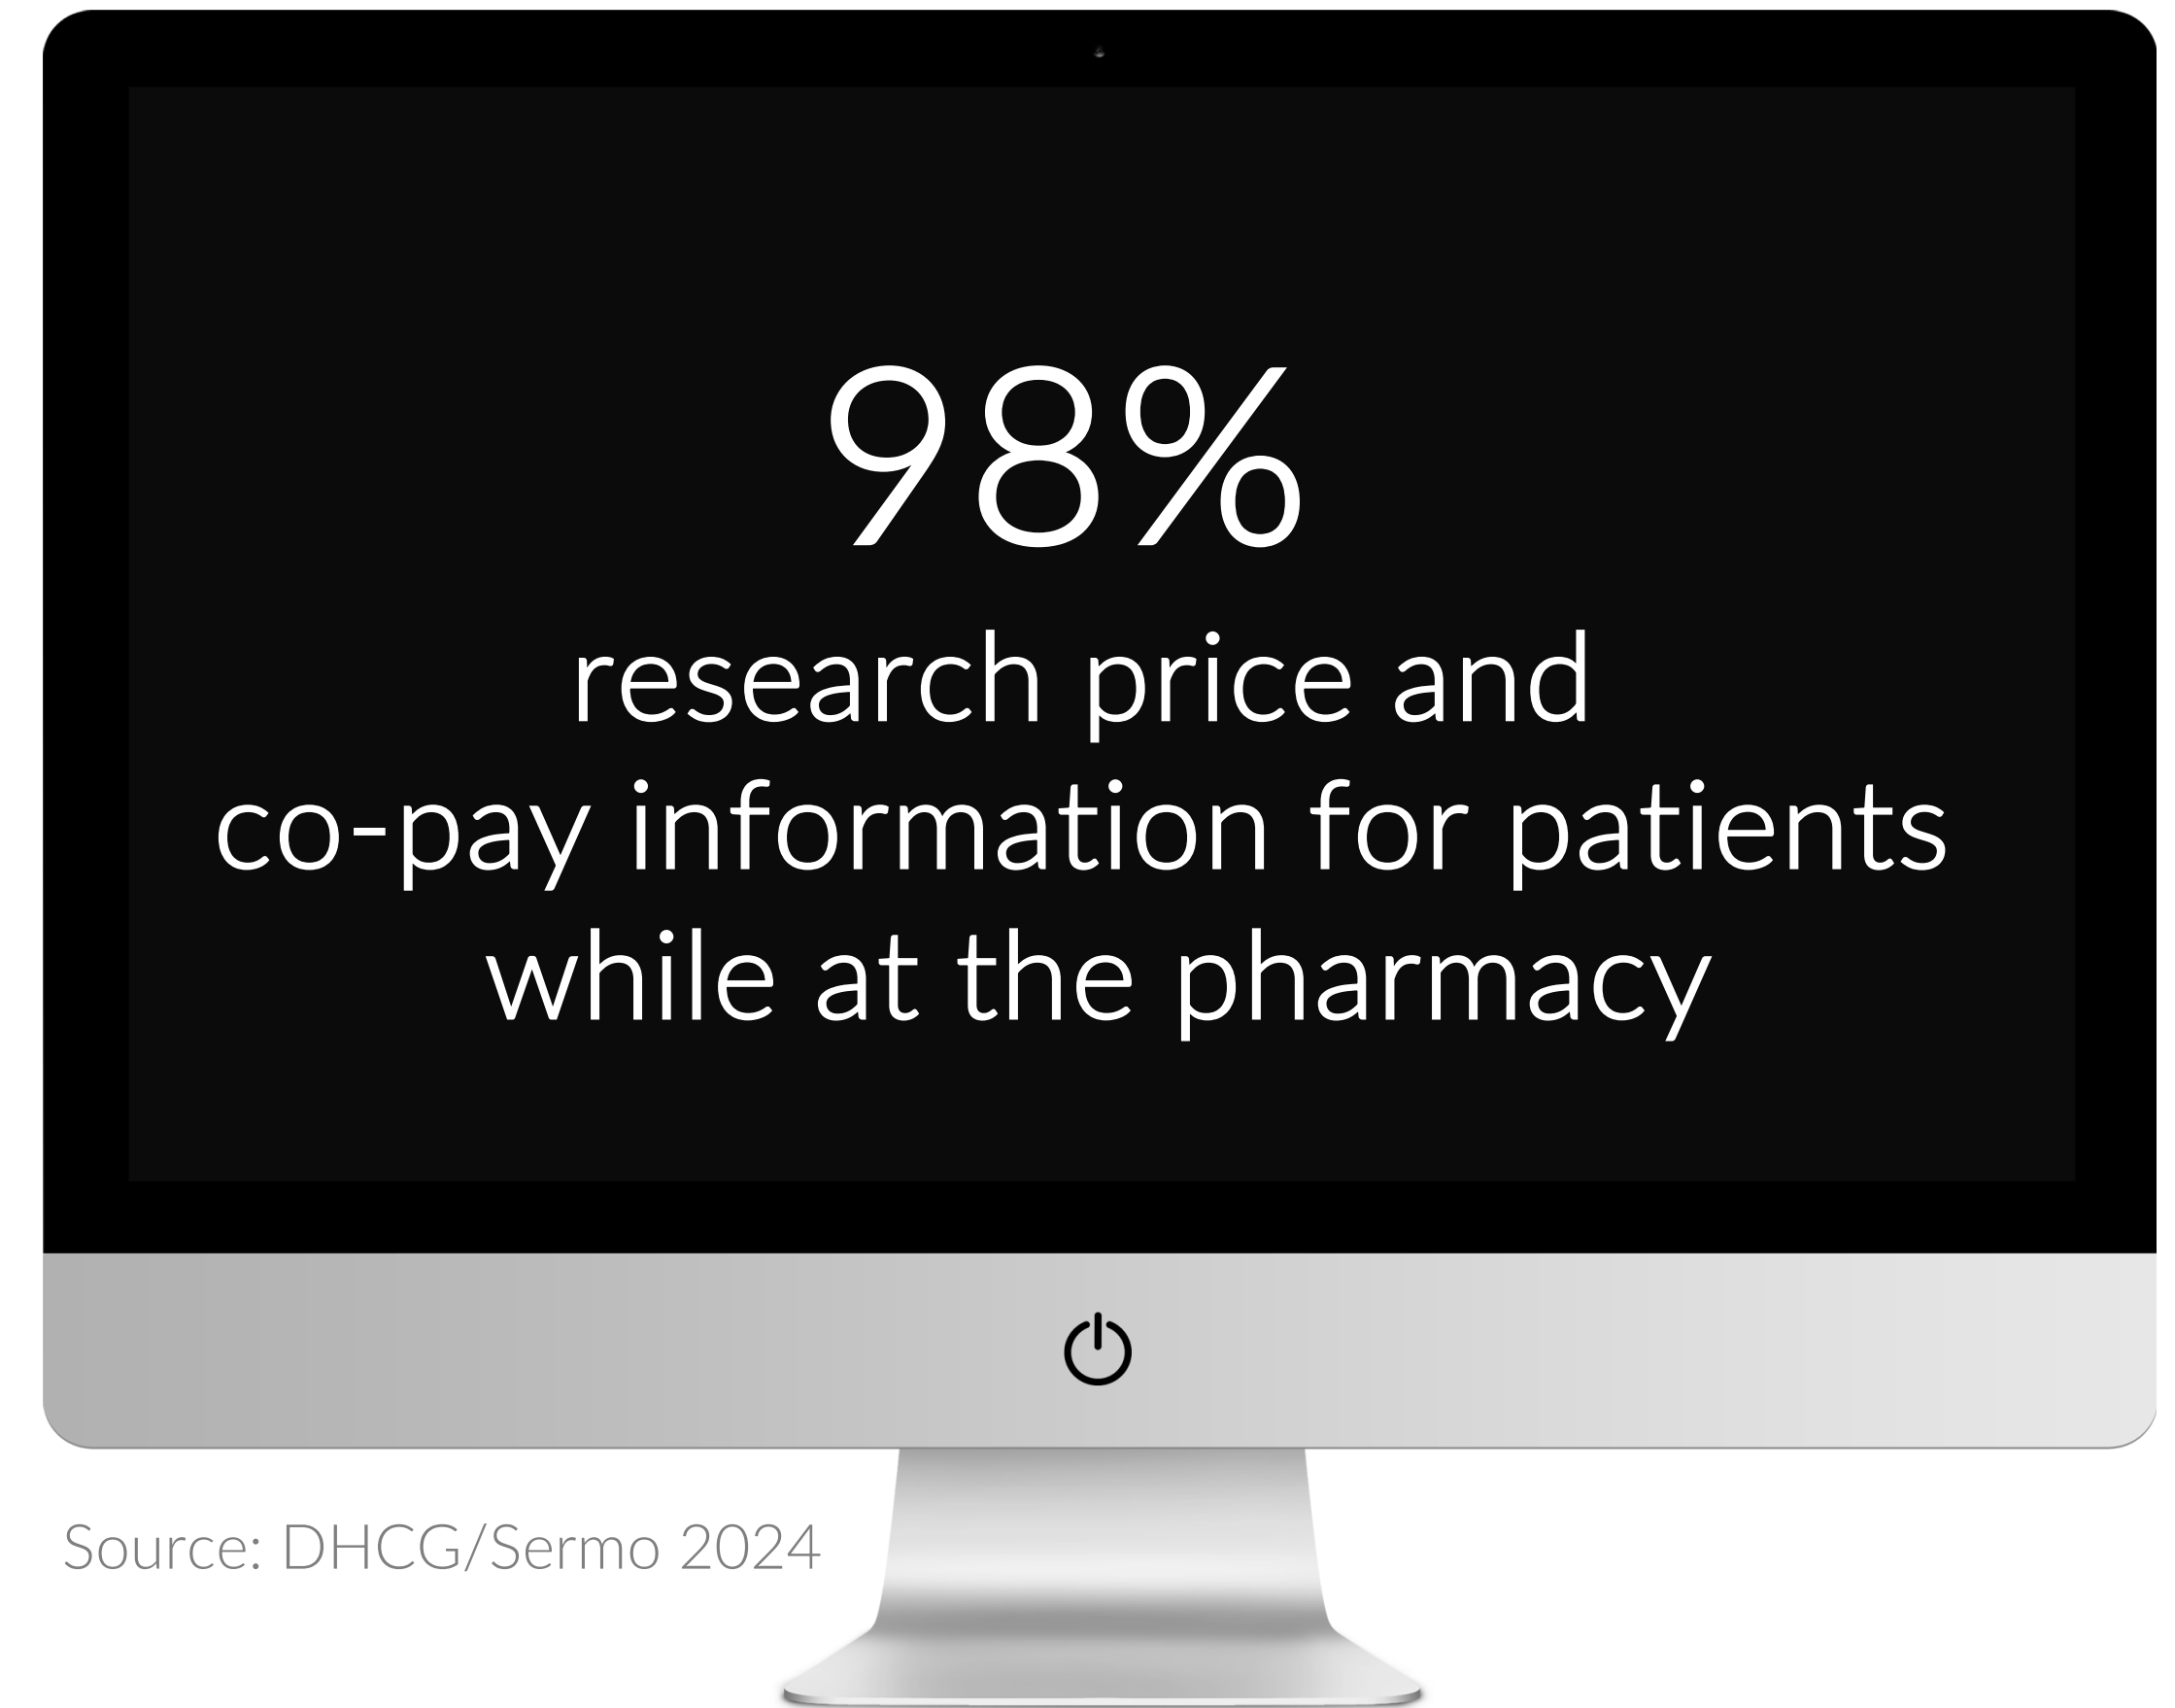 98%
research price and
co-pay information for patients
while at the pharmacy
Source: DHCG/Sermo 2024